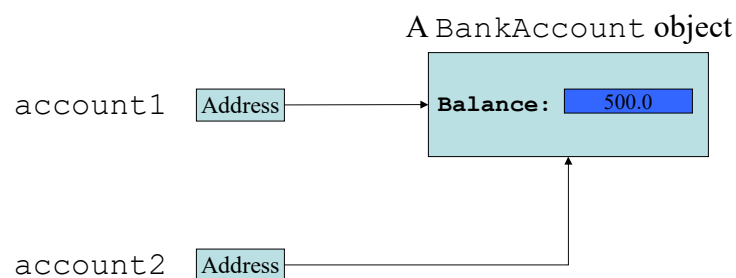 A BankAccount object
account1 Address
Balance: 500.0
account2 Address